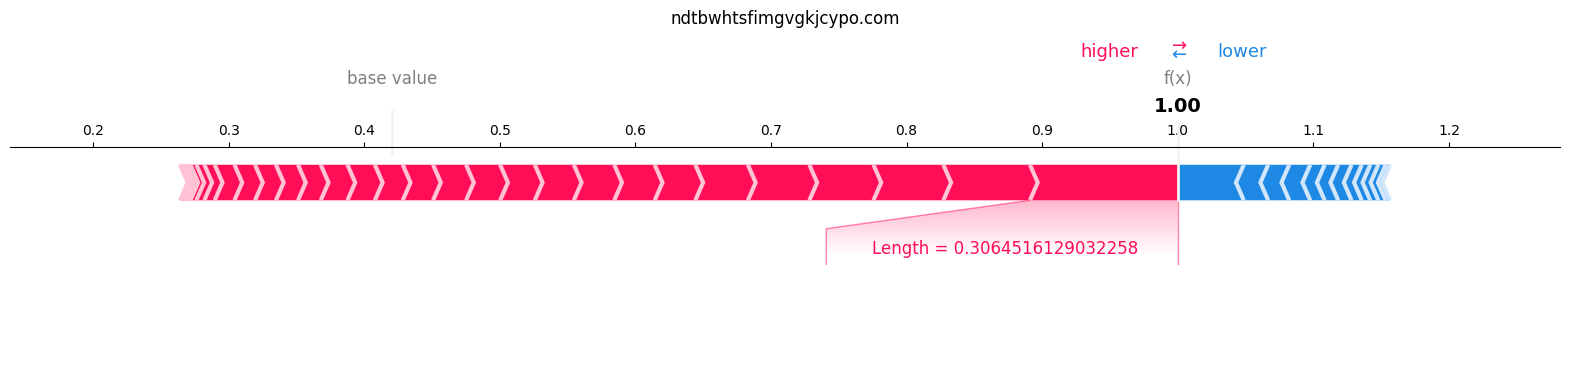 ndtbwhtsfimgvgkjcypo.com
higher ⇄ lower
base value f(x)
1.00
0.2 0.3 0.4 0.5 0.6 0.7 0.8 0.9 1.0 1.1 1.2
Length = 0.3064516129032258